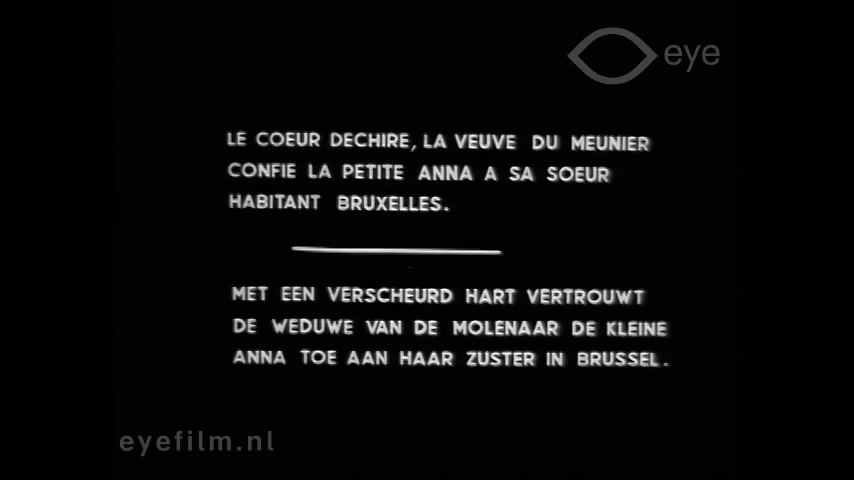 eye
LE COEUR DECHIRE, LA VEUVE DU MEUNIER
CONFIE LA PETITE ANNA A SA SOEUR
HABITANT BRUXELLES.
MET EEN VERSCHEURD HART VERTROUWT
DE WEDUWE VAN DE MOLENAAR DE KLEINE
ANNA TOE AAN HAAR ZUSTER IN BRUSSEL.
eyefilm.nl